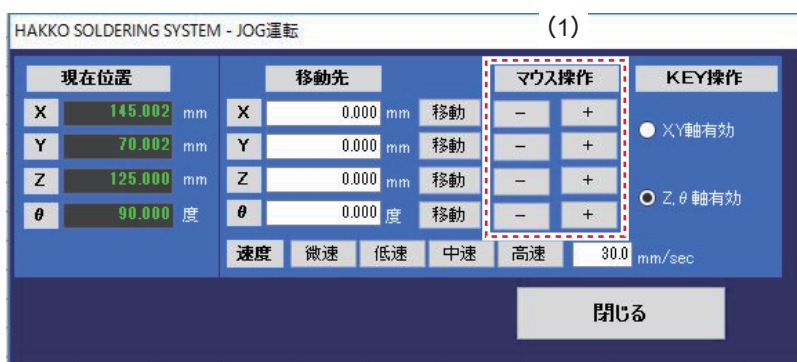 (1)
HAKKO SOLDERING SYSTEM - JOG運転
現在位置 移動先 マウス操作 KEY操作
X 145.002 mm X 0.000 mm 移動 - +
Y 70.002 mm Y 0.000 mm 移動 - +
Z 125.000 mm Z 0.000 mm 移動 - +
θ 90.000 度 θ 0.000 度 移動 - +
X,Y軸有効
Z,θ軸有効
速度 微速 低速 中速 高速 30.0 mm/sec
閉じる